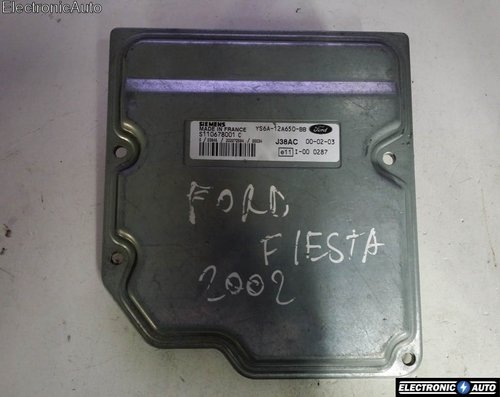 ElectronicAuto
SIEMENS
MADE IN FRANCE
S110678001 C
YS6A-12A650-BB
Ford
J38AC 00-02-03
e11 I-00 0287
FORD
FIESTA
2002
ELECTRONIC AUTO